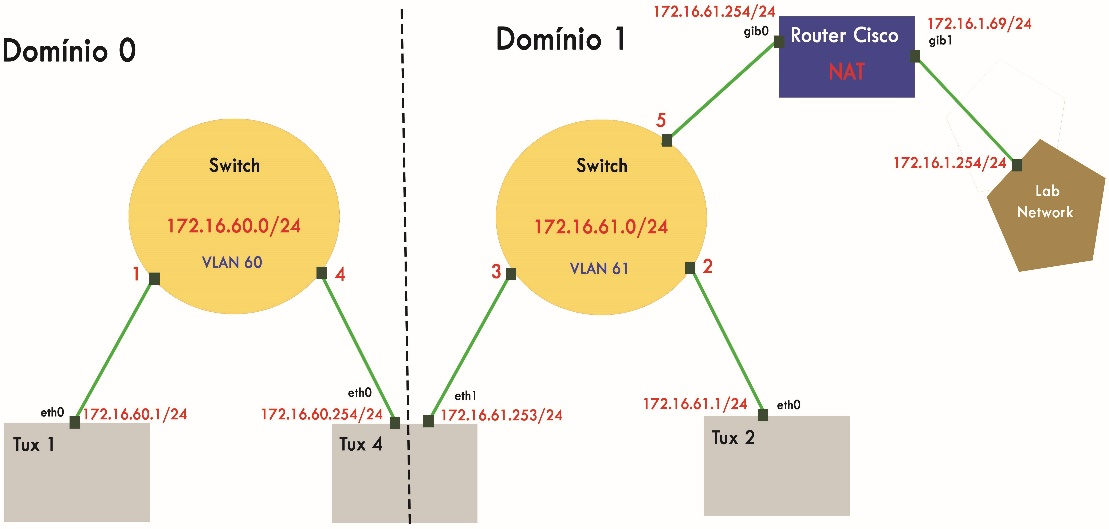 Domínio 0
Switch
172.16.60.0/24
VLAN 60
1
4
eth0
172.16.60.1/24
Tux 1
172.16.60.254/24
eth0
Tux 4
Domínio 1
Switch
172.16.61.0/24
VLAN 61
5
3
2
eth1
172.16.61.253/24
172.16.61.1/24
eth0
Tux 2
172.16.61.254/24
gib0
Router Cisco
NAT
172.16.1.69/24
gib1
172.16.1.254/24
Lab
Network